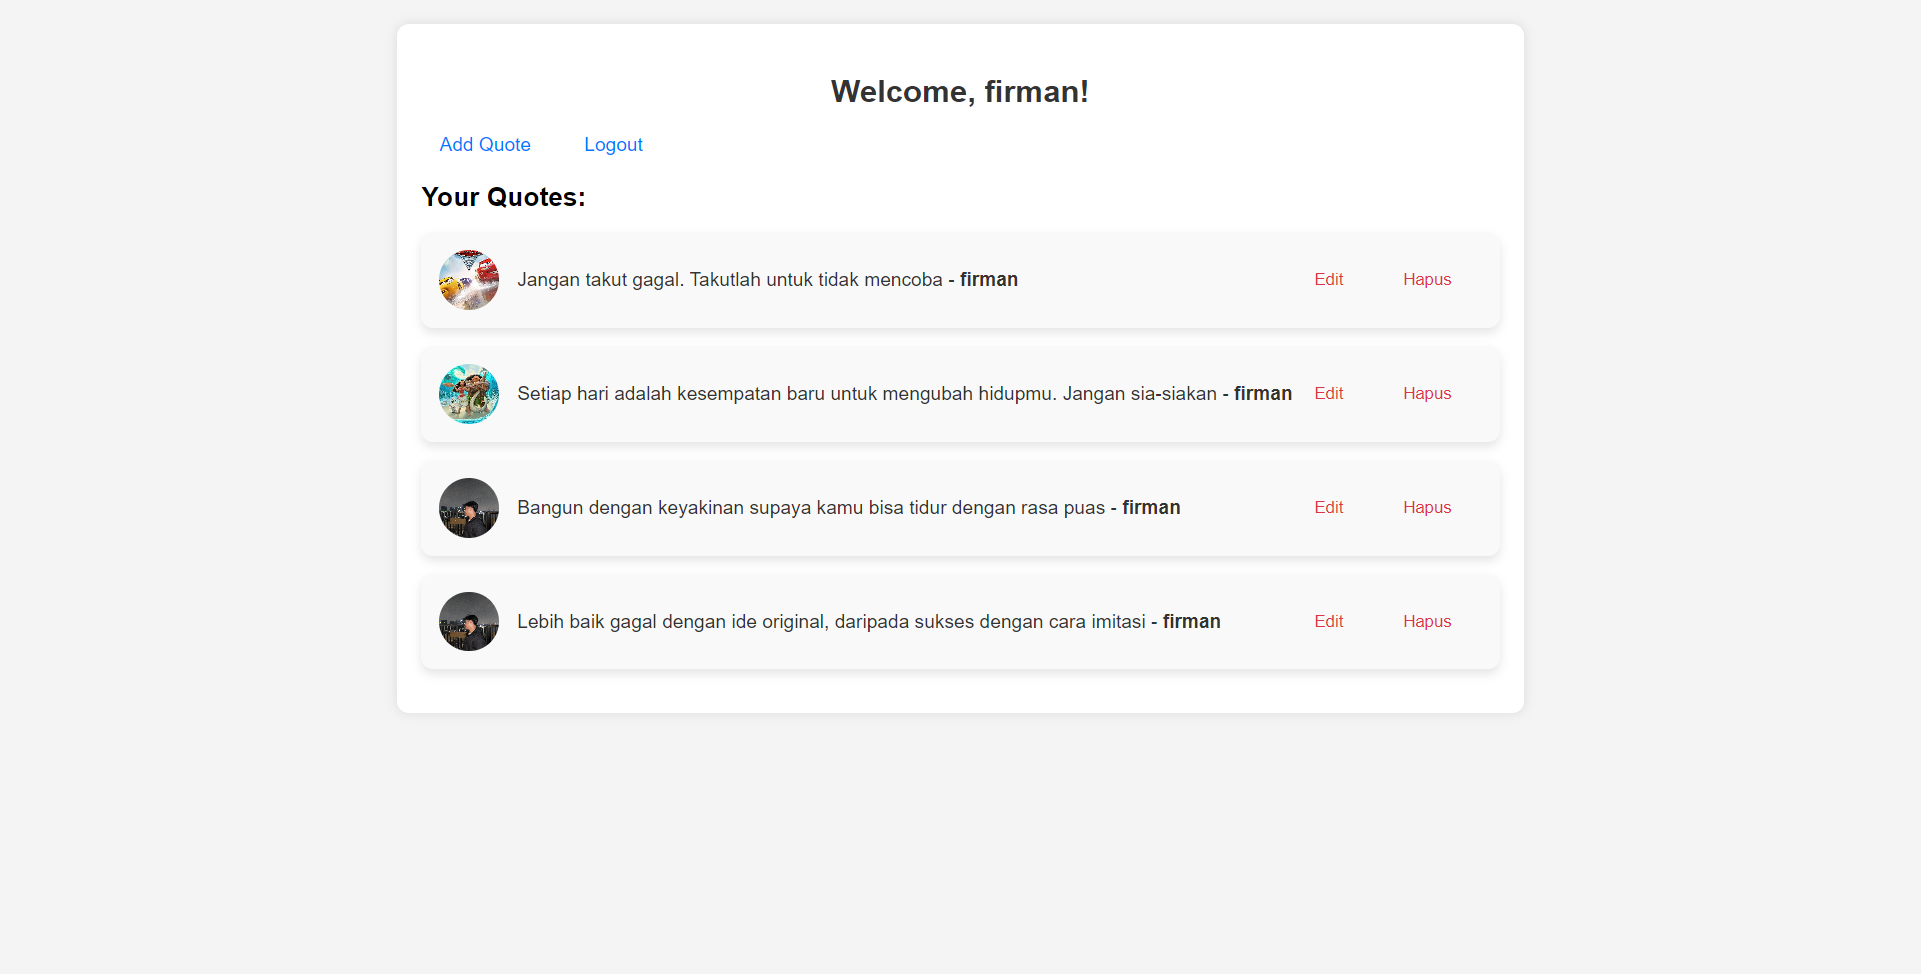 Welcome, firman!
Add Quote Logout
Your Quotes:
Jangan takut gagal. Takutlah untuk tidak mencoba - firman Edit Hapus
Setiap hari adalah kesempatan baru untuk mengubah hidupmu. Jangan sia-siakan - firman Edit Hapus
Bangun dengan keyakinan supaya kamu bisa tidur dengan rasa puas - firman Edit Hapus
Lebih baik gagal dengan ide original, daripada sukses dengan cara imitasi - firman Edit Hapus